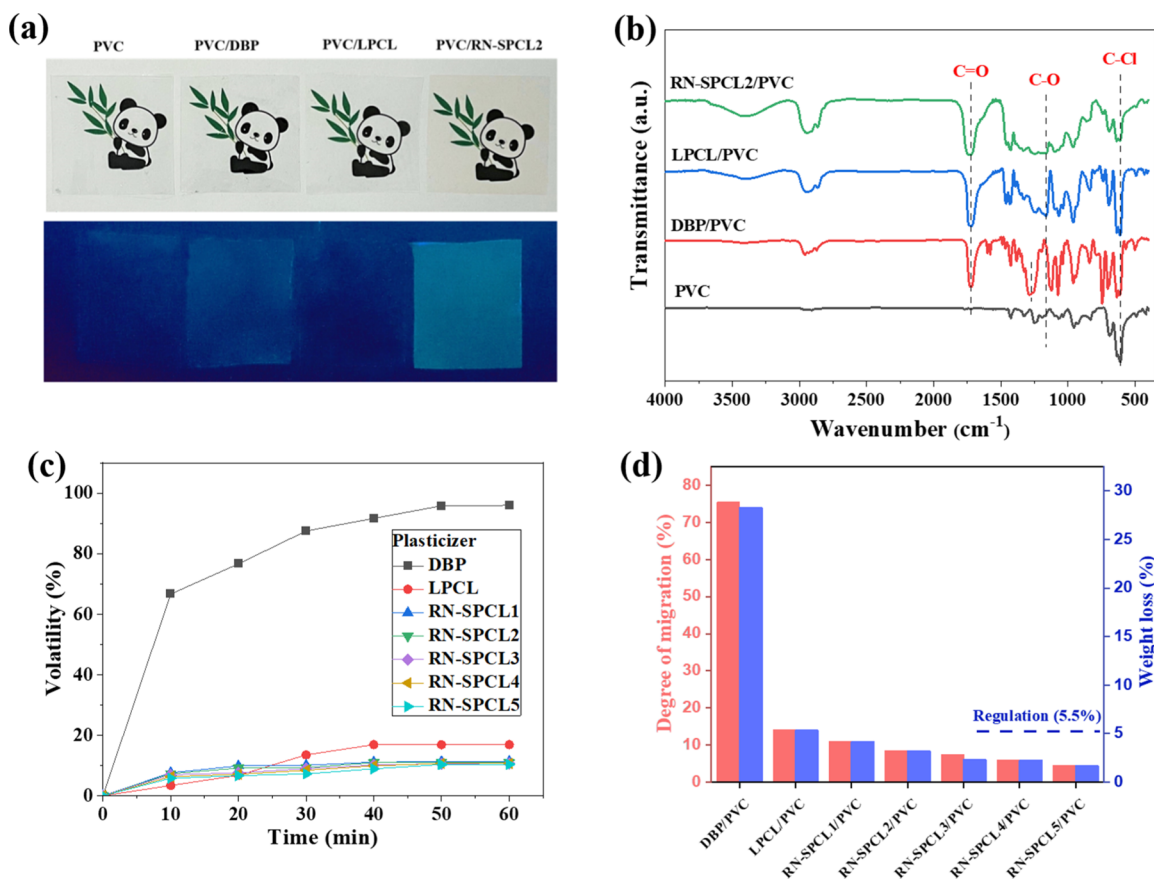 (a)
PVC PVC/DBP PVC/LPCL PVC/RN-SPCL2
(b)
C=O
C-O
C-Cl
RN-SPCL2/PVC
LPCL/PVC
DBP/PVC
PVC
Transmittance (a.u.)
4000 3000 2500 2000 1500 1000 500
Wavenumber (cm⁻¹)
(c)
100
80
60
40
20
0
Volatility (%)
0 10 20 30 40 50 60
Time (min)
Plasticizer
DBP
LPCL
RN-SPCL1
RN-SPCL2
RN-SPCL3
RN-SPCL4
RN-SPCL5
(d)
80
70
60
50
40
30
20
10
0
Degree of migration (%)
30
25
20
15
10
5
0
Weight loss (%)
Regulation (5.5%)
DBP/PVC
LPCL/PVC
RN-SPCL1/PVC
RN-SPCL2/PVC
RN-SPCL3/PVC
RN-SPCL4/PVC
RN-SPCL5/PVC